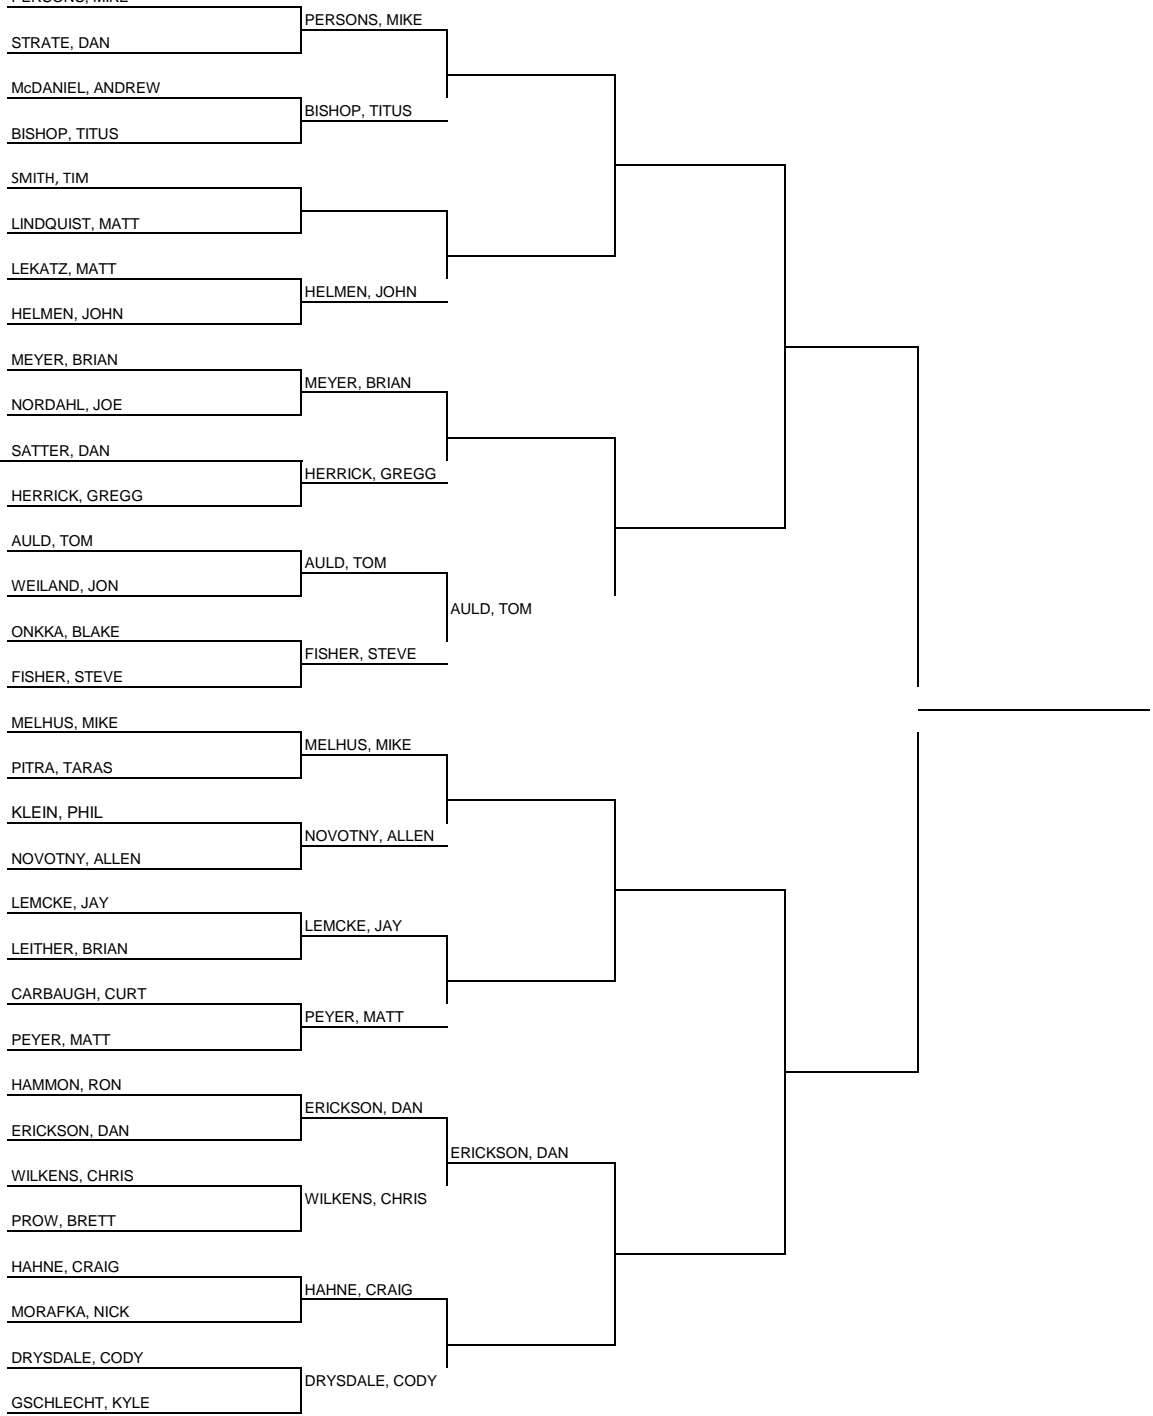 PERSONS, MIKE
STRATE, DAN
McDANIEL, ANDREW
BISHOP, TITUS
SMITH, TIM
LINDQUIST, MATT
LEKATZ, MATT
HELMEN, JOHN
MEYER, BRIAN
NORDAHL, JOE
SATTER, DAN
HERRICK, GREGG
AULD, TOM
WEILAND, JON
ONKKA, BLAKE
FISHER, STEVE
MELHUS, MIKE
PITRA, TARAS
KLEIN, PHIL
NOVOTNY, ALLEN
LEMCKE, JAY
LEITHER, BRIAN
CARBAUGH, CURT
PEYER, MATT
HAMMON, RON
ERICKSON, DAN
WILKENS, CHRIS
PROW, BRETT
HAHNE, CRAIG
MORAFKA, NICK
DRYSDALE, CODY
GSCHLECHT, KYLE
PERSONS, MIKE
BISHOP, TITUS
HELMEN, JOHN
MEYER, BRIAN
HERRICK, GREGG
AULD, TOM
FISHER, STEVE
MELHUS, MIKE
NOVOTNY, ALLEN
LEMCKE, JAY
PEYER, MATT
ERICKSON, DAN
WILKENS, CHRIS
HAHNE, CRAIG
DRYSDALE, CODY
AULD, TOM
ERICKSON, DAN